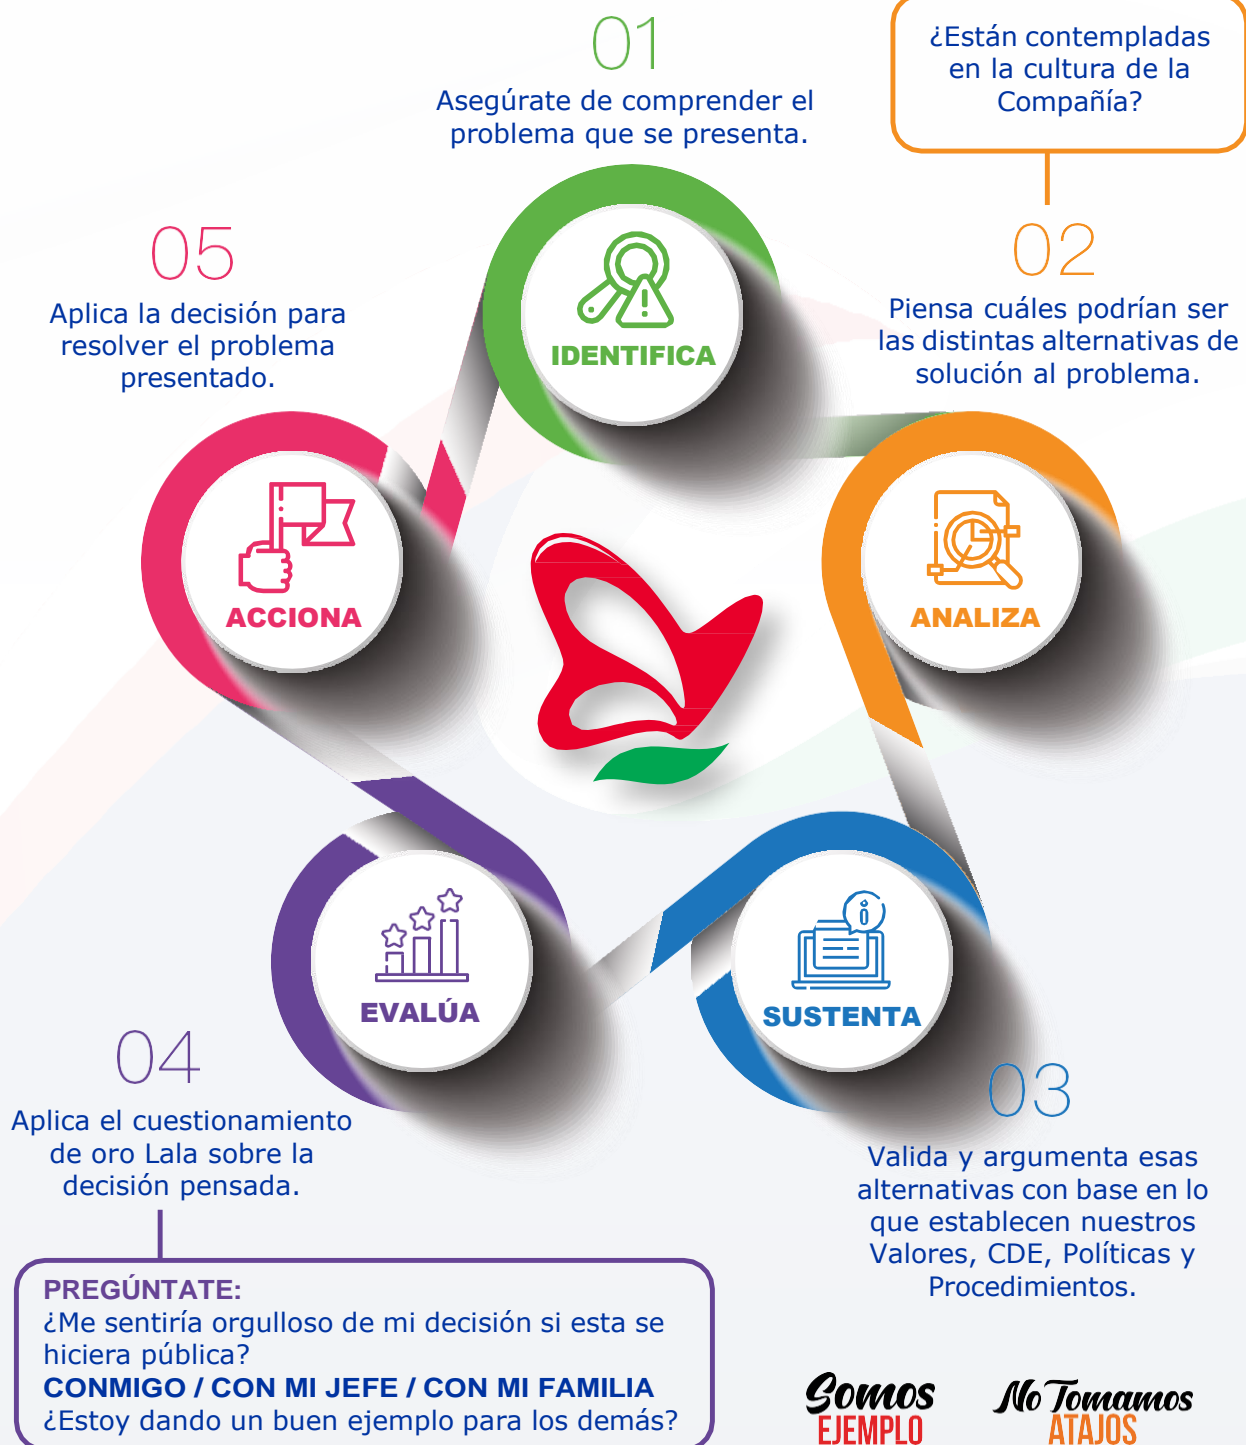 01
Asegúrate de comprender el
problema que se presenta.
¿Están contempladas
en la cultura de la
Compañía?
02
Piensa cuáles podrían ser
las distintas alternativas de
solución al problema.
05
Aplica la decisión para
resolver el problema
presentado.
IDENTIFICA
ACCIONA
ANALIZA
EVALÚA
SUSTENTA
04
Aplica el cuestionamiento
de oro Lala sobre la
decisión pensada.
03
Valida y argumenta esas
alternativas con base en lo
que establecen nuestros
Valores, CDE, Políticas y
Procedimientos.
PREGÚNTATE:
¿Me sentiría orgulloso de mi decisión si esta se
hiciera pública?
CONMIGO / CON MI JEFE / CON MI FAMILIA
¿Estoy dando un buen ejemplo para los demás?
Somos
EJEMPLO
No Tomamos
ATAJOS